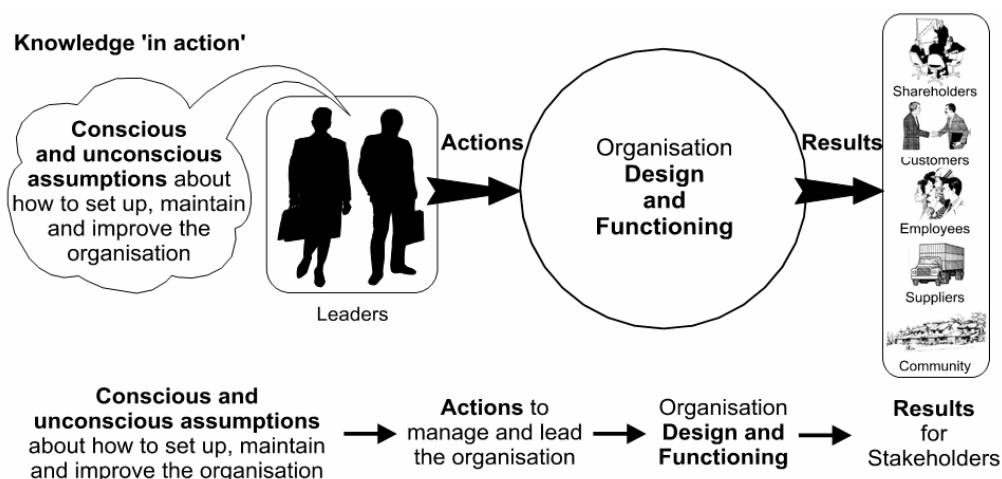 Knowledge 'in action'
Conscious
and unconscious
assumptions about
how to set up, maintain
and improve the
organisation
Leaders
Actions
Organisation
Design
and
Functioning
Results
Shareholders
Customers
Employees
Suppliers
Community
Conscious and
unconscious assumptions
about how to set up, maintain
and improve the organisation
Actions to
manage and lead
the organisation
Organisation
Design and
Functioning
Results
for
Stakeholders